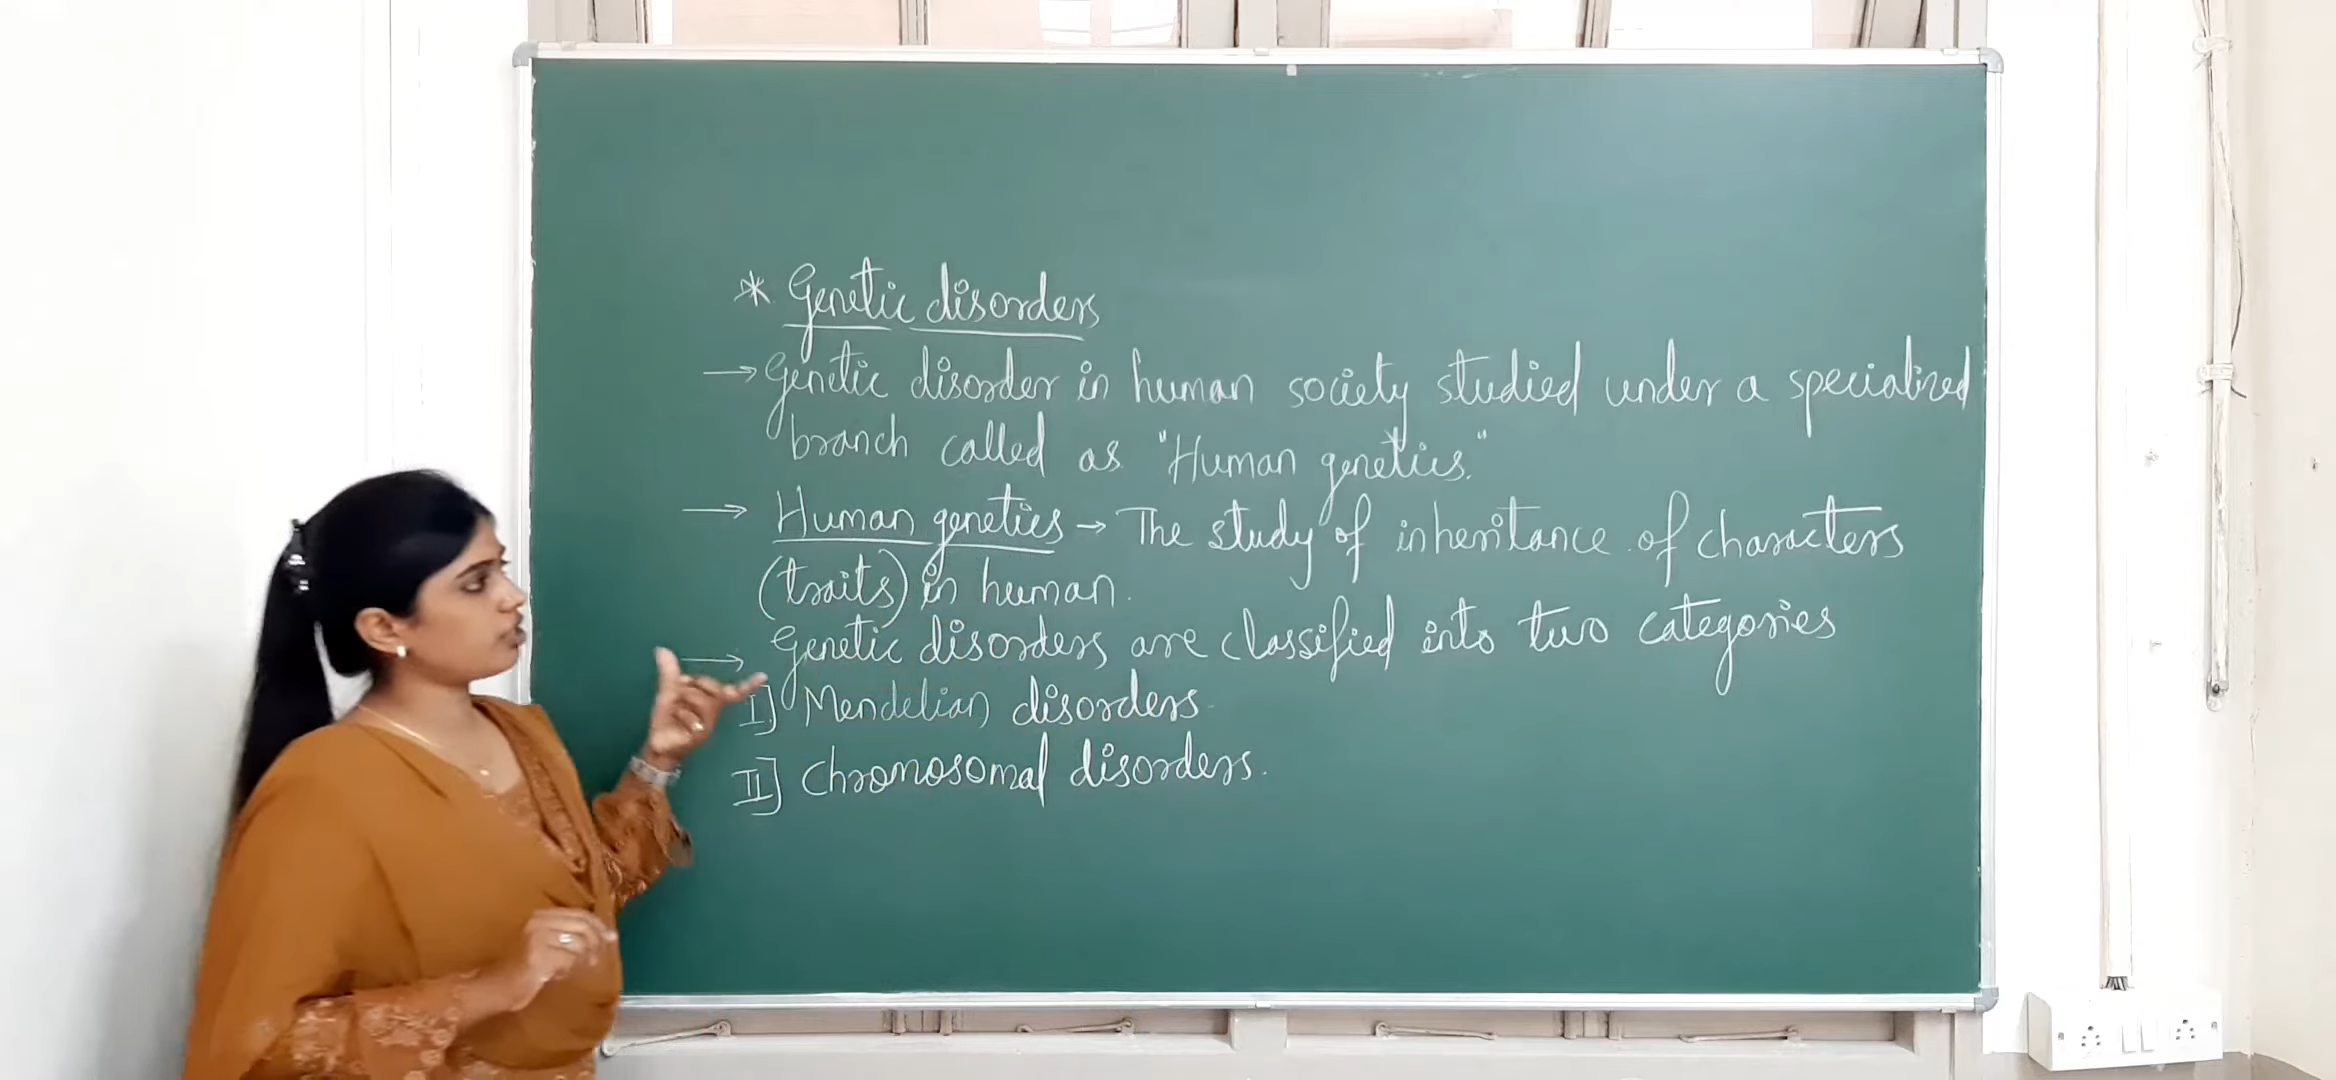 * Genetic disorders
→ Genetic disorder in human society studied under a specialized
branch called as "Human genetics."
→ Human genetics → The study of inheritance of characters
(traits) in human.
→ Genetic disorders are classified into two categories
I] Mendelian disorders.
II] Chromosomal disorders.